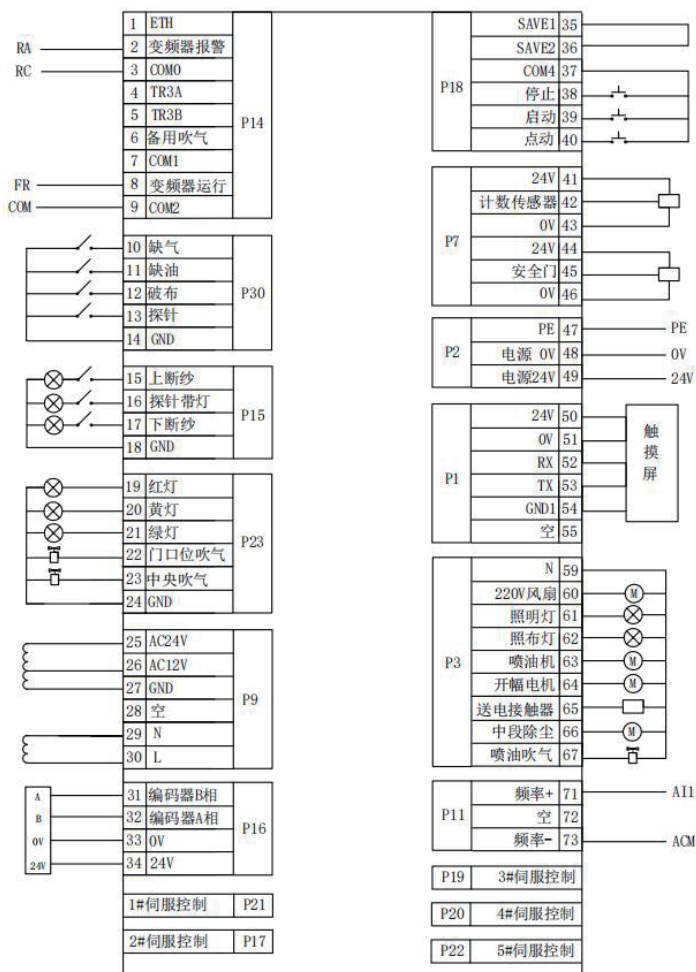 RA
RC
FR
COM
1 ETH
2 变频器报警
3 COM0
4 TR3A
5 TR3B
6 备用吹气
7 COM1
8 变频器运行
9 COM2
P14
10 缺气
11 缺油
12 破布
13 探针
14 GND
P30
15 上断纱
16 探针带灯
17 下断纱
18 GND
P15
19 红灯
20 黄灯
21 绿灯
22 门口位吹气
23 中央吹气
24 GND
P23
25 AC24V
26 AC12V
27 GND
28 空
29 N
30 L
P9
A
B
0V
24V
31 编码器B相
32 编码器A相
33 0V
34 24V
P16
1#伺服控制 P21
2#伺服控制 P17
P18
SAVE1 35
SAVE2 36
COM4 37
停止 38
启动 39
点动 40
P7
24V 41
计数传感器 42
0V 43
24V 44
安全门 45
0V 46
P2
PE 47
电源 0V 48
电源24V 49
PE
0V
24V
P1
24V 50
0V 51
RX 52
TX 53
GND1 54
空 55
触摸屏
P3
N 59
220V风扇 60
照明灯 61
照布灯 62
喷油机 63
开幅电机 64
送电接触器 65
中段除尘 66
喷油吹气 67
M
M
M
M
P11
频率+ 71
空 72
频率- 73
AI1
ACM
P19 3#伺服控制
P20 4#伺服控制
P22 5#伺服控制